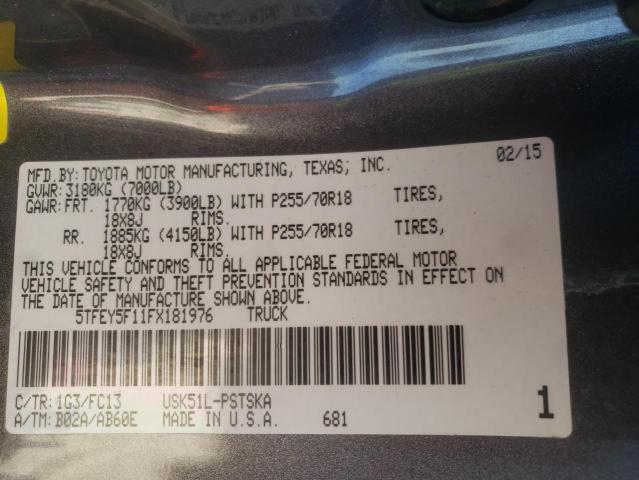 MFD.BY: TOYOTA MOTOR MANUFACTURING, TEXAS, INC. 02/15
GVWR: 3180KG (7000LB)
GAWR: FRT. 1770KG (3900LB) WITH P255/70R18 TIRES,
18X8J RIMS.
RR. 1885KG (4150LB) WITH P255/70R18 TIRES,
18X8J RIMS.
THIS VEHICLE CONFORMS TO ALL APPLICABLE FEDERAL MOTOR
VEHICLE SAFETY AND THEFT PREVENTION STANDARDS IN EFFECT ON
THE DATE OF MANUFACTURE SHOWN ABOVE.
5TFEY5F11FX181976 TRUCK
C/TR: 1G3/FC13 USK51L-PSTSKA
A/TM: B02A/AB60E MADE IN U.S.A. 681 1